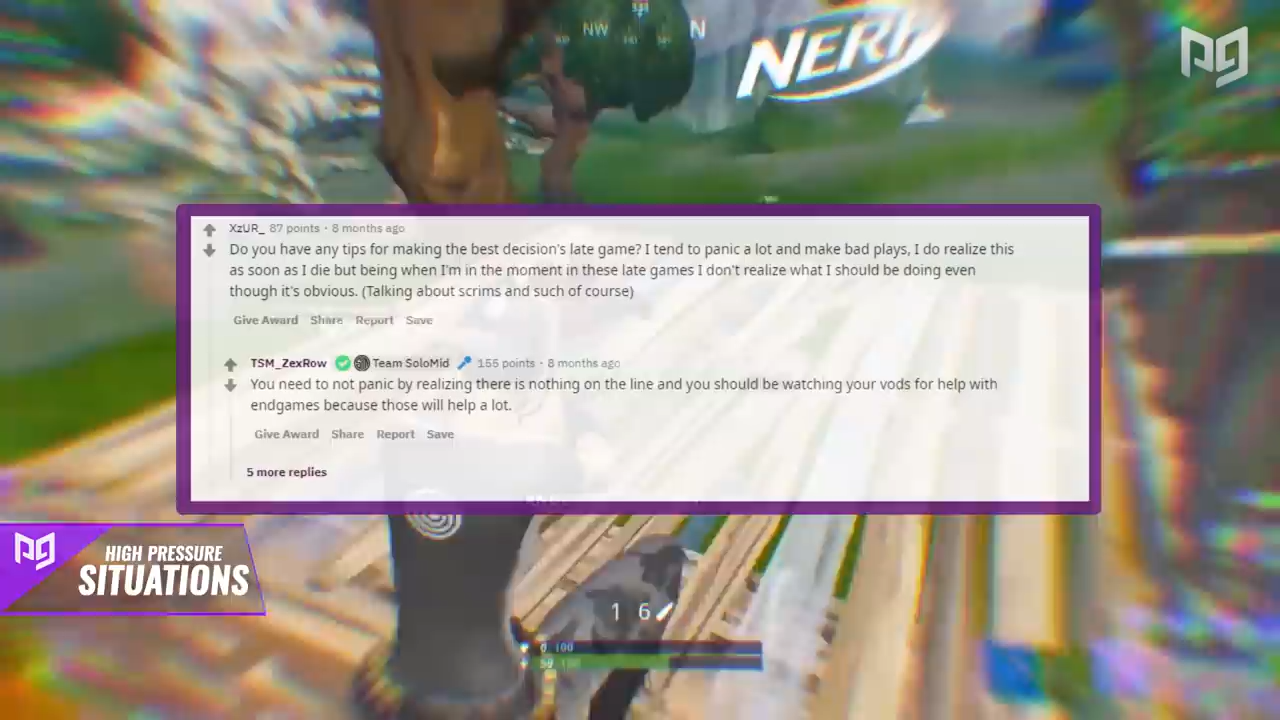 NW
N
NERF
PG
XzUR_ 87 points · 8 months ago
Do you have any tips for making the best decision's late game? I tend to panic a lot and make bad plays, I do realize this
as soon as I die but being when I'm in the moment in these late games I don't realize what I should be doing even
though it's obvious. (Talking about scrims and such of course)
Give Award Share Report Save
TSM_ZexRow Team SoloMid 155 points · 8 months ago
You need to not panic by realizing there is nothing on the line and you should be watching your vods for help with
endgames because those will help a lot.
Give Award Share Report Save
5 more replies
PG
HIGH PRESSURE
SITUATIONS
1 6
0 100
59 100